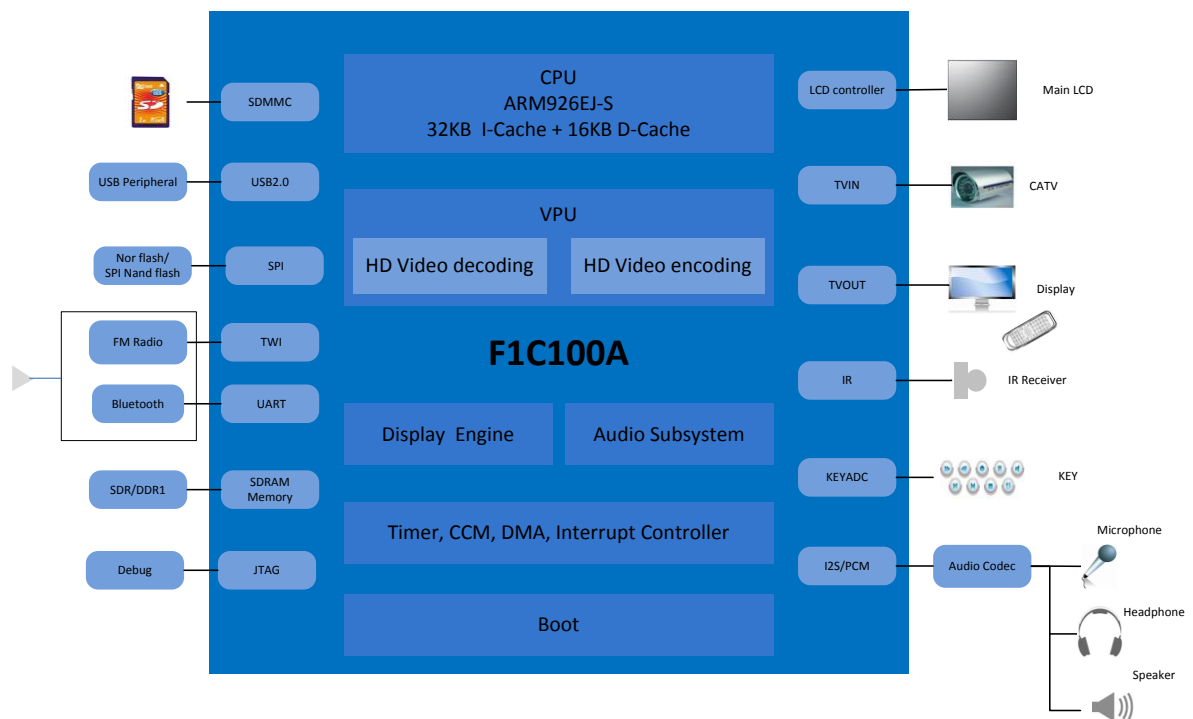 CPU
ARM926EJ-S
32KB I-Cache + 16KB D-Cache
VPU
HD Video decoding
HD Video encoding
F1C100A
Display Engine
Audio Subsystem
Timer, CCM, DMA, Interrupt Controller
Boot
SD
SDMMC
USB Peripheral
USB2.0
Nor flash/
SPI Nand flash
SPI
FM Radio
TWI
Bluetooth
UART
SDR/DDR1
SDRAM
Memory
Debug
JTAG
LCD controller
Main LCD
TVIN
CATV
TVOUT
Display
IR
IR Receiver
KEYADC
KEY
I2S/PCM
Audio Codec
Microphone
Headphone
Speaker